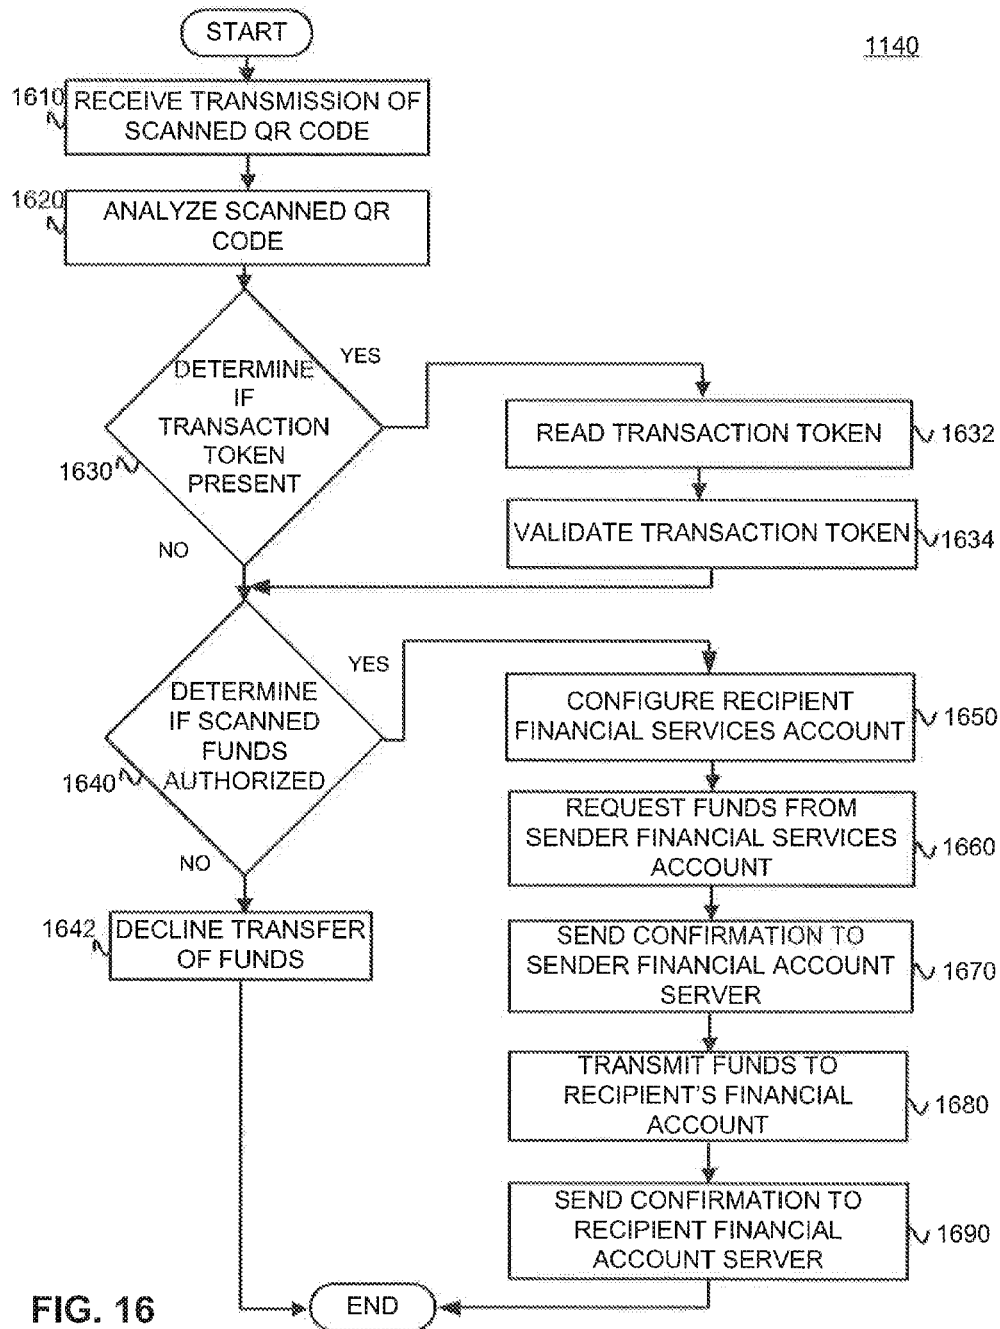 START
1140
1610
RECEIVE TRANSMISSION OF
SCANNED QR CODE
1620
ANALYZE SCANNED QR
CODE
YES
DETERMINE
IF
TRANSACTION
TOKEN
PRESENT
1630
NO
READ TRANSACTION TOKEN
1632
VALIDATE TRANSACTION TOKEN
1634
YES
DETERMINE
IF SCANNED
FUNDS
AUTHORIZED
1640
NO
1642
DECLINE TRANSFER
OF FUNDS
CONFIGURE RECIPIENT
FINANCIAL SERVICES ACCOUNT
1650
REQUEST FUNDS FROM
SENDER FINANCIAL SERVICES
ACCOUNT
1660
SEND CONFIRMATION TO
SENDER FINANCIAL ACCOUNT
SERVER
1670
TRANSMIT FUNDS TO
RECIPIENT'S FINANCIAL
ACCOUNT
1680
SEND CONFIRMATION TO
RECIPIENT FINANCIAL
ACCOUNT SERVER
1690
END
FIG. 16